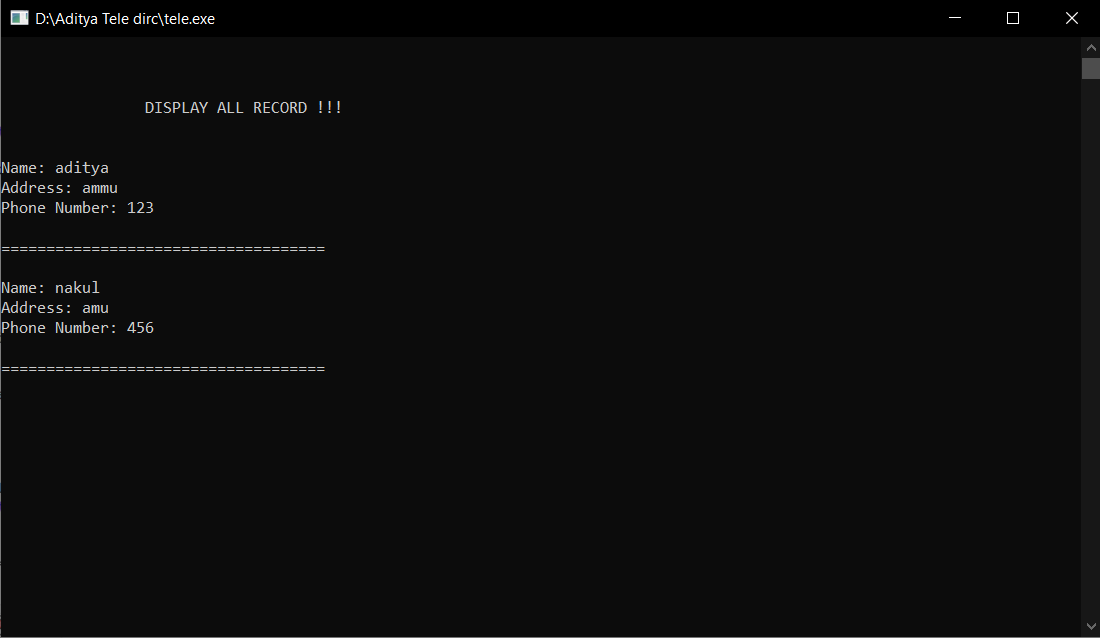 D:\Aditya Tele dirc\tele.exe
DISPLAY ALL RECORD !!!
Name: aditya
Address: ammu
Phone Number: 123
====================================
Name: nakul
Address: amu
Phone Number: 456
====================================